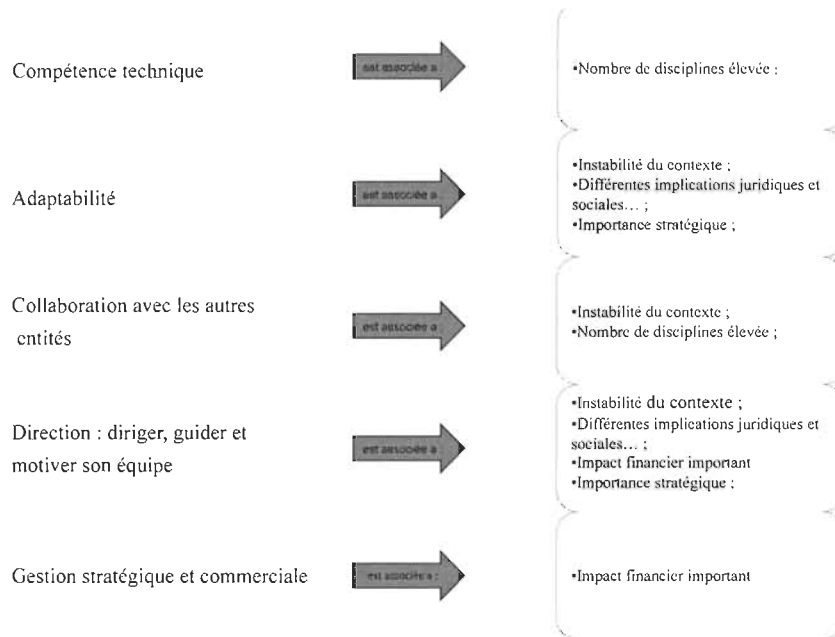 Compétence technique
est associée a :
•Nombre de disciplines élevée ;
Adaptabilité
est associée a :
•Instabilité du contexte ;
•Différentes implications juridiques et
sociales… ;
•Importance stratégique ;
Collaboration avec les autres
entités
est associée a :
•Instabilité du contexte ;
•Nombre de disciplines élevée ;
Direction : diriger, guider et
motiver son équipe
est associée a :
•Instabilité du contexte ;
•Différentes implications juridiques et
sociales… ;
•Impact financier important
•Importance stratégique ;
Gestion stratégique et commerciale
est associée a :
•Impact financier important